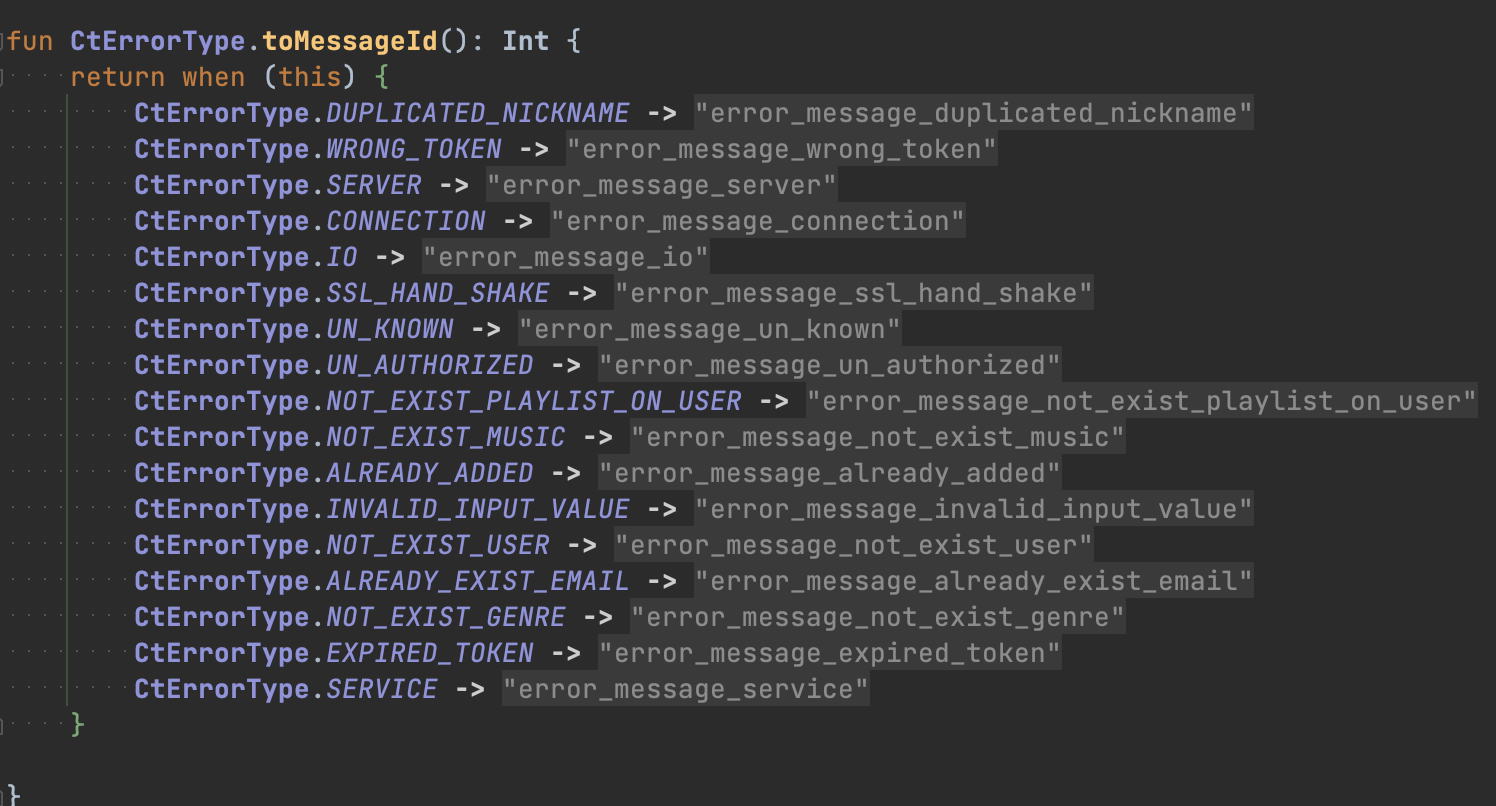 fun CtErrorType.toMessageId(): Int {
return when (this) {
CtErrorType.DUPLICATED_NICKNAME -> "error_message_duplicated_nickname"
CtErrorType.WRONG_TOKEN -> "error_message_wrong_token"
CtErrorType.SERVER -> "error_message_server"
CtErrorType.CONNECTION -> "error_message_connection"
CtErrorType.IO -> "error_message_io"
CtErrorType.SSL_HAND_SHAKE -> "error_message_ssl_hand_shake"
CtErrorType.UN_KNOWN -> "error_message_un_known"
CtErrorType.UN_AUTHORIZED -> "error_message_un_authorized"
CtErrorType.NOT_EXIST_PLAYLIST_ON_USER -> "error_message_not_exist_playlist_on_user"
CtErrorType.NOT_EXIST_MUSIC -> "error_message_not_exist_music"
CtErrorType.ALREADY_ADDED -> "error_message_already_added"
CtErrorType.INVALID_INPUT_VALUE -> "error_message_invalid_input_value"
CtErrorType.NOT_EXIST_USER -> "error_message_not_exist_user"
CtErrorType.ALREADY_EXIST_EMAIL -> "error_message_already_exist_email"
CtErrorType.NOT_EXIST_GENRE -> "error_message_not_exist_genre"
CtErrorType.EXPIRED_TOKEN -> "error_message_expired_token"
CtErrorType.SERVICE -> "error_message_service"
}
}